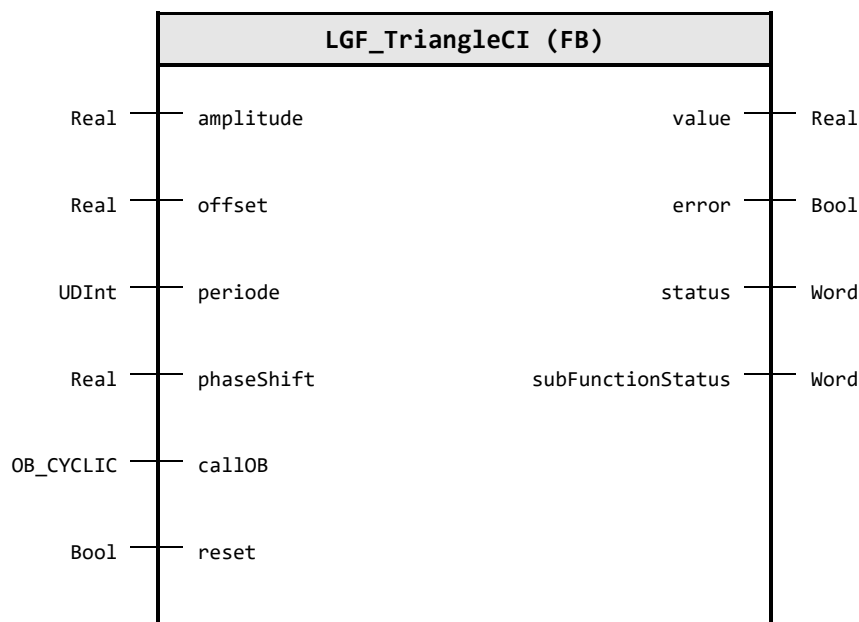 LGF_TriangleCI (FB)
Real amplitude value Real
Real offset error Bool
UDInt periode status Word
Real phaseShift subFunctionStatus Word
OB_CYCLIC callOB
Bool reset